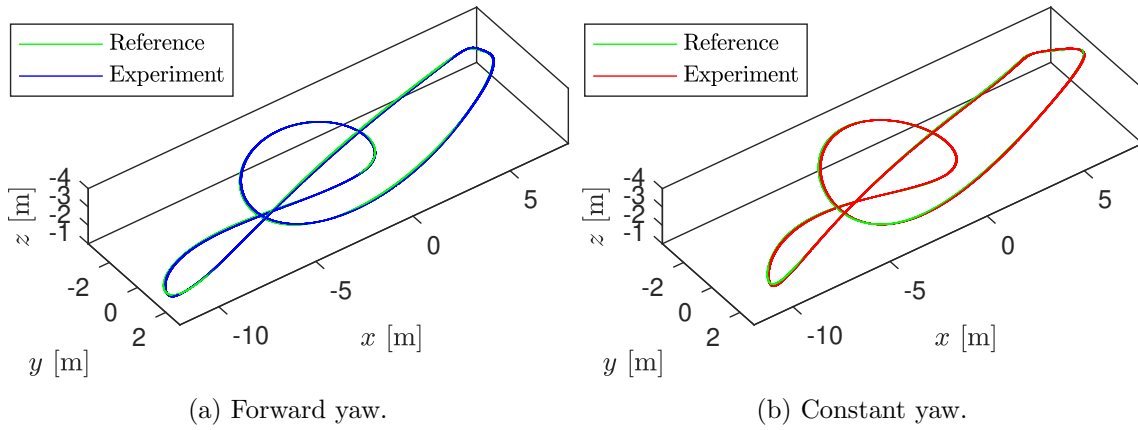 Reference
Experiment
-4
-3
-2
-1
z [m]
-2
0
2
y [m]
-10
-5
0
5
x [m]
(a) Forward yaw.
Reference
Experiment
-4
-3
-2
-1
z [m]
-2
0
2
y [m]
-10
-5
0
5
x [m]
(b) Constant yaw.